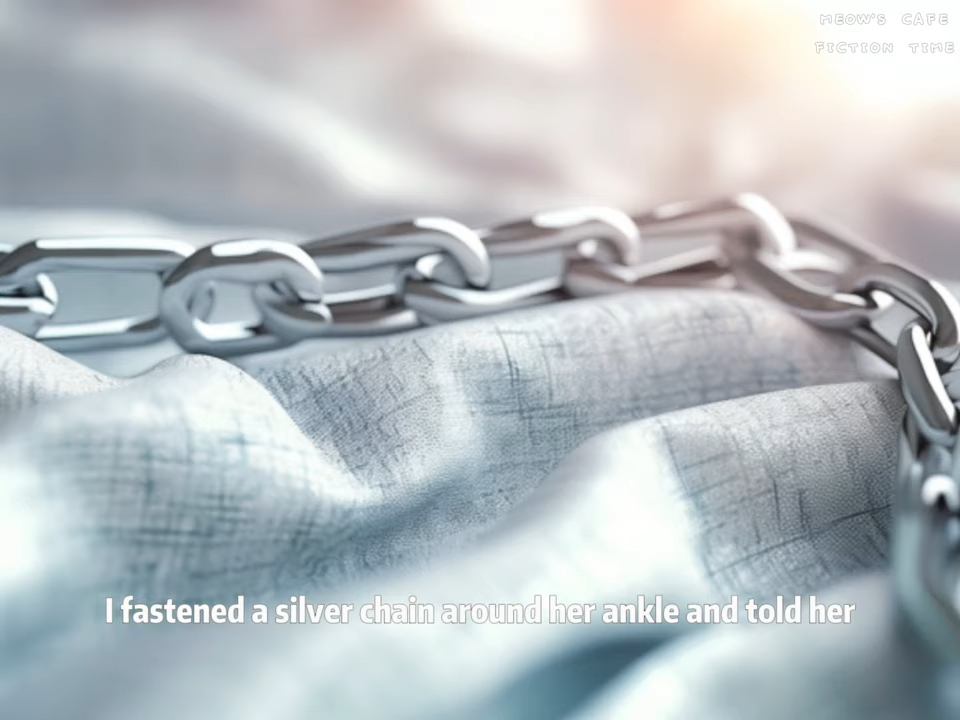 MEOW'S CAFE
FICTION TIME
I fastened a silver chain around her ankle and told her